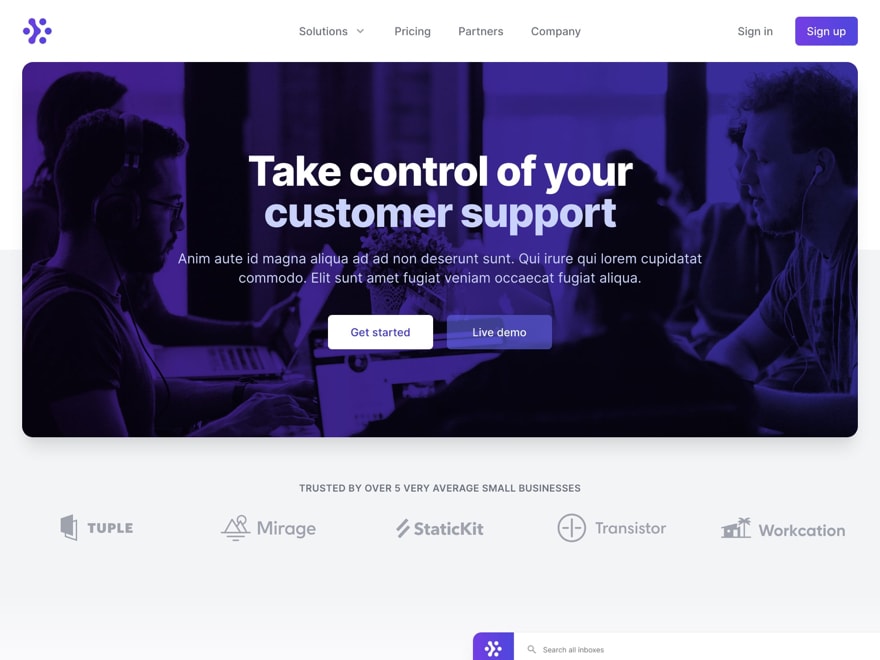 Solutions
Pricing
Partners
Company
Sign in
Sign up
Take control of your
customer support
Anim aute id magna aliqua ad ad non deserunt sunt. Qui irure qui lorem cupidatat
commodo. Elit sunt amet fugiat veniam occaecat fugiat aliqua.
Get started
Live demo
TRUSTED BY OVER 5 VERY AVERAGE SMALL BUSINESSES
TUPLE
Mirage
StaticKit
Transistor
Workcation
Search all inboxes